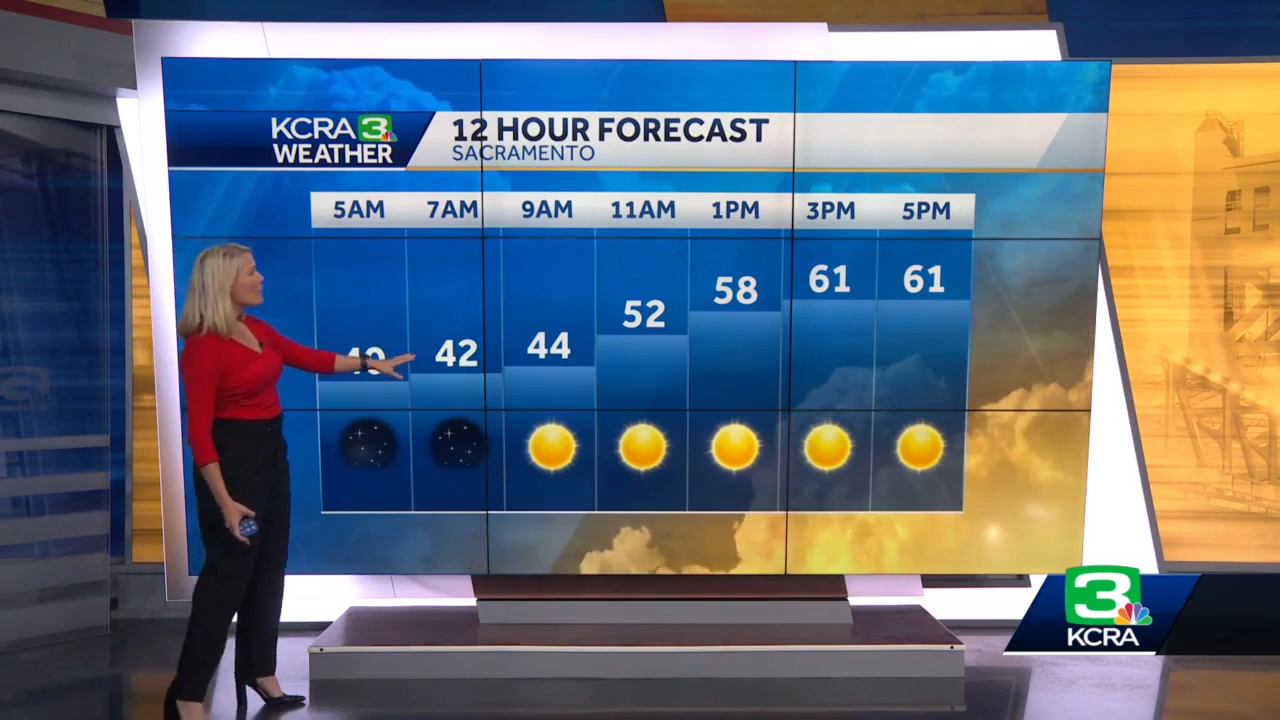 KCRA 3
WEATHER
12 HOUR FORECAST
SACRAMENTO
5AM 7AM 9AM 11AM 1PM 3PM 5PM
42 44 52 58 61 61
3
KCRA